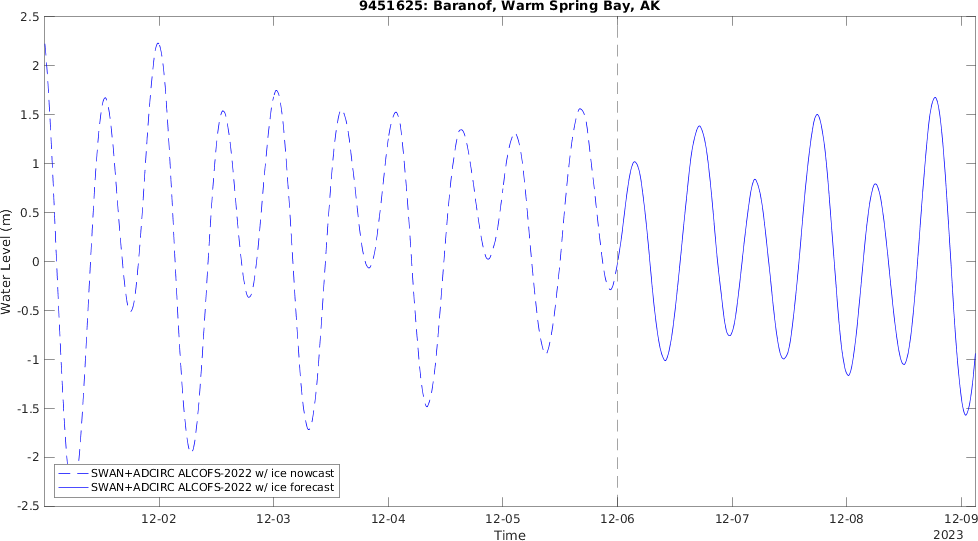 9451625: Baranof, Warm Spring Bay, AK
2.5
2
1.5
1
0.5
0
-0.5
-1
-1.5
-2
-2.5
Water Level (m)
SWAN+ADCIRC ALCOFS-2022 w/ ice nowcast
SWAN+ADCIRC ALCOFS-2022 w/ ice forecast
12-02 12-03 12-04 12-05 12-06 12-07 12-08 12-09
Time
2023